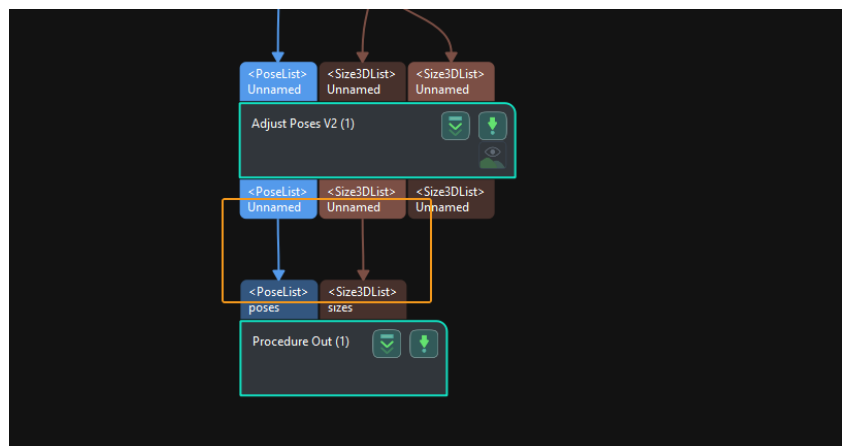 <PoseList> <Size3DList> <Size3DList>
Unnamed Unnamed Unnamed
Adjust Poses V2 (1)
<PoseList> <Size3DList> <Size3DList>
Unnamed Unnamed Unnamed
<PoseList> <Size3DList>
poses sizes
Procedure Out (1)